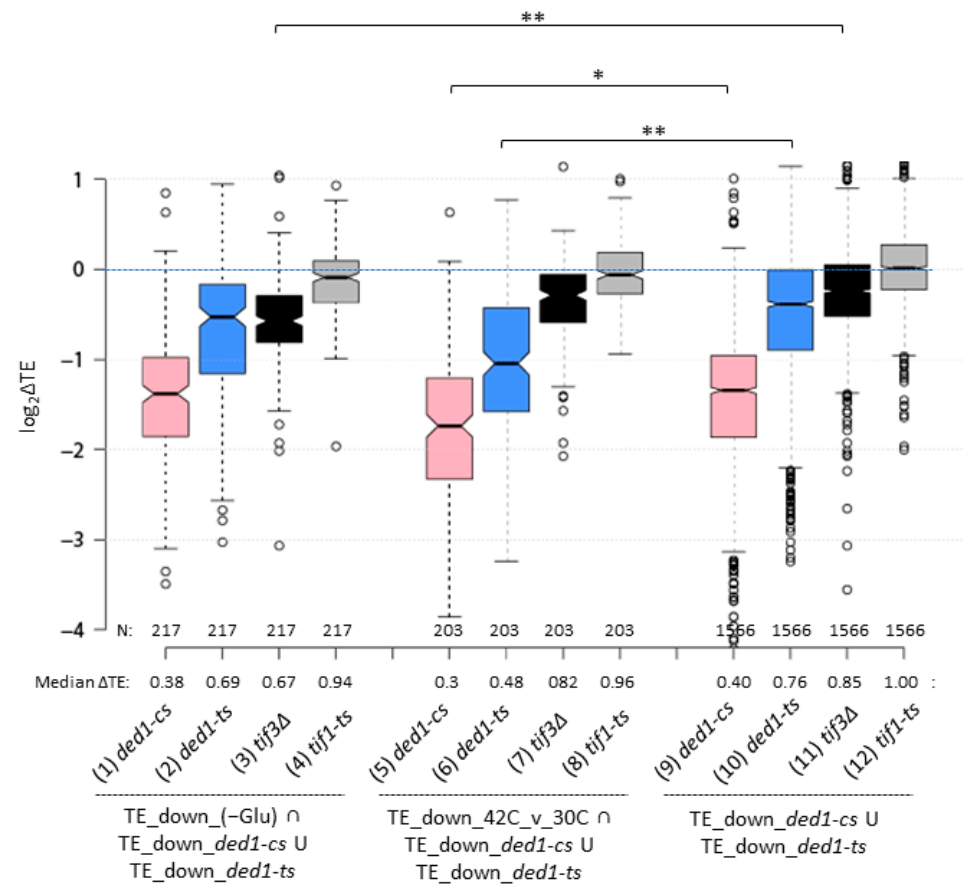 **
*
**
1
0
−1
−2
−3
−4
log2ΔTE
N: 217 217 217 217 203 203 203 203 1566 1566 1566 1566
Median ΔTE: 0.38 0.69 0.67 0.94 0.3 0.48 082 0.96 0.40 0.76 0.85 1.00 :
(1) ded1-cs
(2) ded1-ts
(3) tif3Δ
(4) tif1-ts
(5) ded1-cs
(6) ded1-ts
(7) tif3Δ
(8) tif1-ts
(9) ded1-cs
(10) ded1-ts
(11) tif3Δ
(12) tif1-ts
TE_down_(−Glu) ∩
TE_down_ded1-cs U
TE_down_ded1-ts
TE_down_42C_v_30C ∩
TE_down_ded1-cs U
TE_down_ded1-ts
TE_down_ded1-cs U
TE_down_ded1-ts